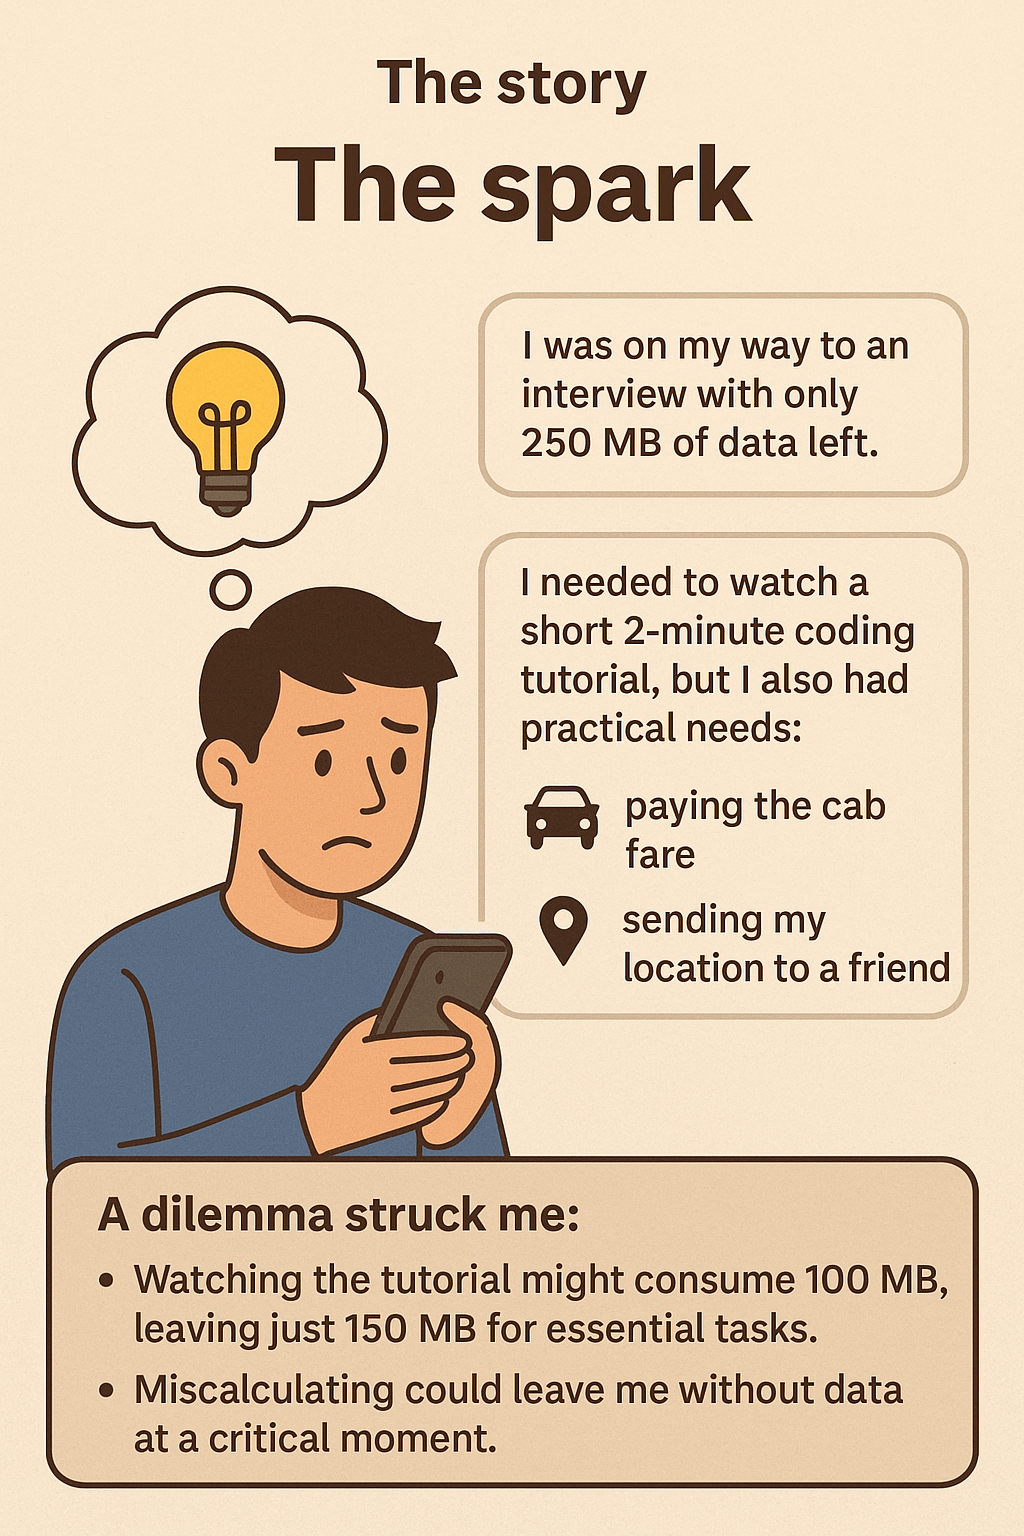 The story
The spark
I was on my way to an
interview with only
250 MB of data left.
I needed to watch a
short 2-minute coding
tutorial, but I also had
practical needs:
paying the cab
fare
sending my
location to a friend
A dilemma struck me:
• Watching the tutorial might consume 100 MB,
leaving just 150 MB for essential tasks.
• Miscalculating could leave me without data
at a critical moment.